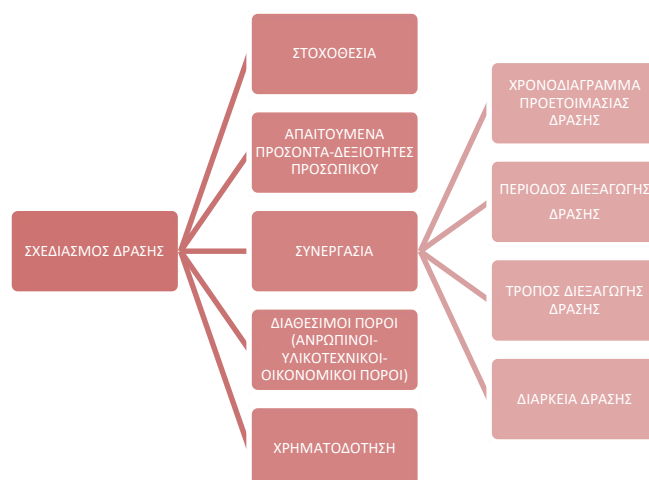 ΣΧΕΔΙΑΣΜΟΣ ΔΡΑΣΗΣ
ΣΤΟΧΟΘΕΣΙΑ
ΑΠΑΙΤΟΥΜΕΝΑ
ΠΡΟΣΟΝΤΑ-ΔΕΞΙΟΤΗΤΕΣ
ΠΡΟΣΩΠΙΚΟΥ
ΣΥΝΕΡΓΑΣΙΑ
ΔΙΑΘΕΣΙΜΟΙ ΠΟΡΟΙ
(ΑΝΡΩΠΙΝΟΙ-
ΥΛΙΚΟΤΕΧΝΙΚΟΙ-
ΟΙΚΟΝΟΜΙΚΟΙ ΠΟΡΟΙ)
ΧΡΗΜΑΤΟΔΟΤΗΣΗ
ΧΡΟΝΟΔΙΑΓΡΑΜΜΑ
ΠΡΟΕΤΟΙΜΑΣΙΑΣ
ΔΡΑΣΗΣ
ΠΕΡΙΟΔΟΣ ΔΙΕΞΑΓΩΓΗΣ
ΔΡΑΣΗΣ
ΤΡΟΠΟΣ ΔΙΕΞΑΓΩΓΗΣ
ΔΡΑΣΗΣ
ΔΙΑΡΚΕΙΑ ΔΡΑΣΗΣ